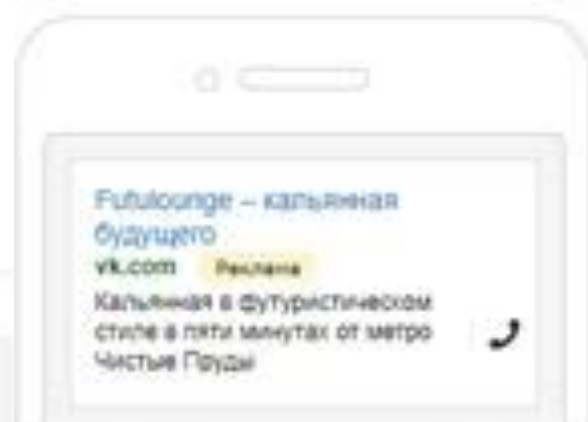 Futulounge – кальянная
будущего
vk.com Реклама
Кальянная в футуристическом
стиле в пяти минутах от метро
Чистые Пруды